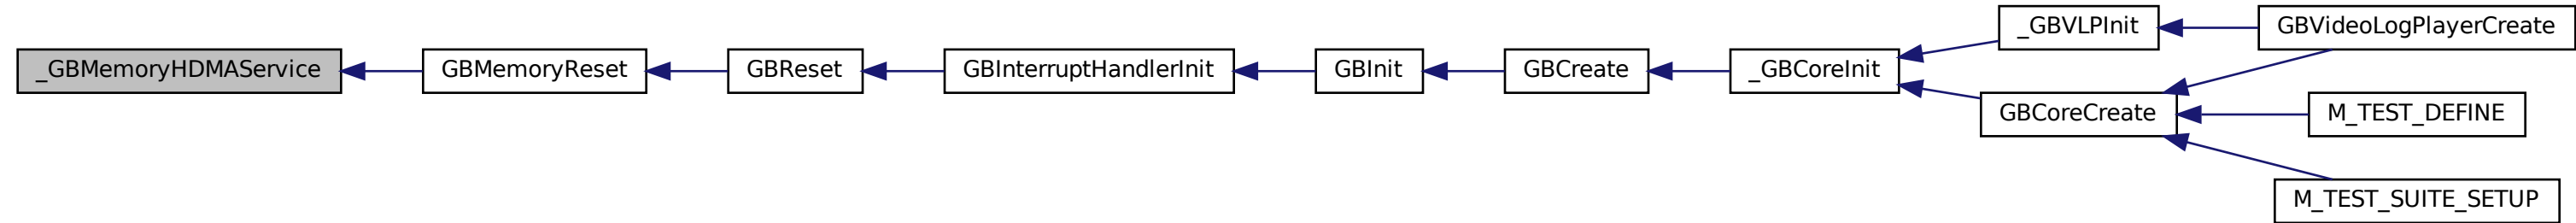 _GBMemoryHDMAService
GBMemoryReset
GBReset
GBInterruptHandlerInit
GBInit
GBCreate
_GBCoreInit
_GBVLPInit
GBVideoLogPlayerCreate
GBCoreCreate
M_TEST_DEFINE
M_TEST_SUITE_SETUP